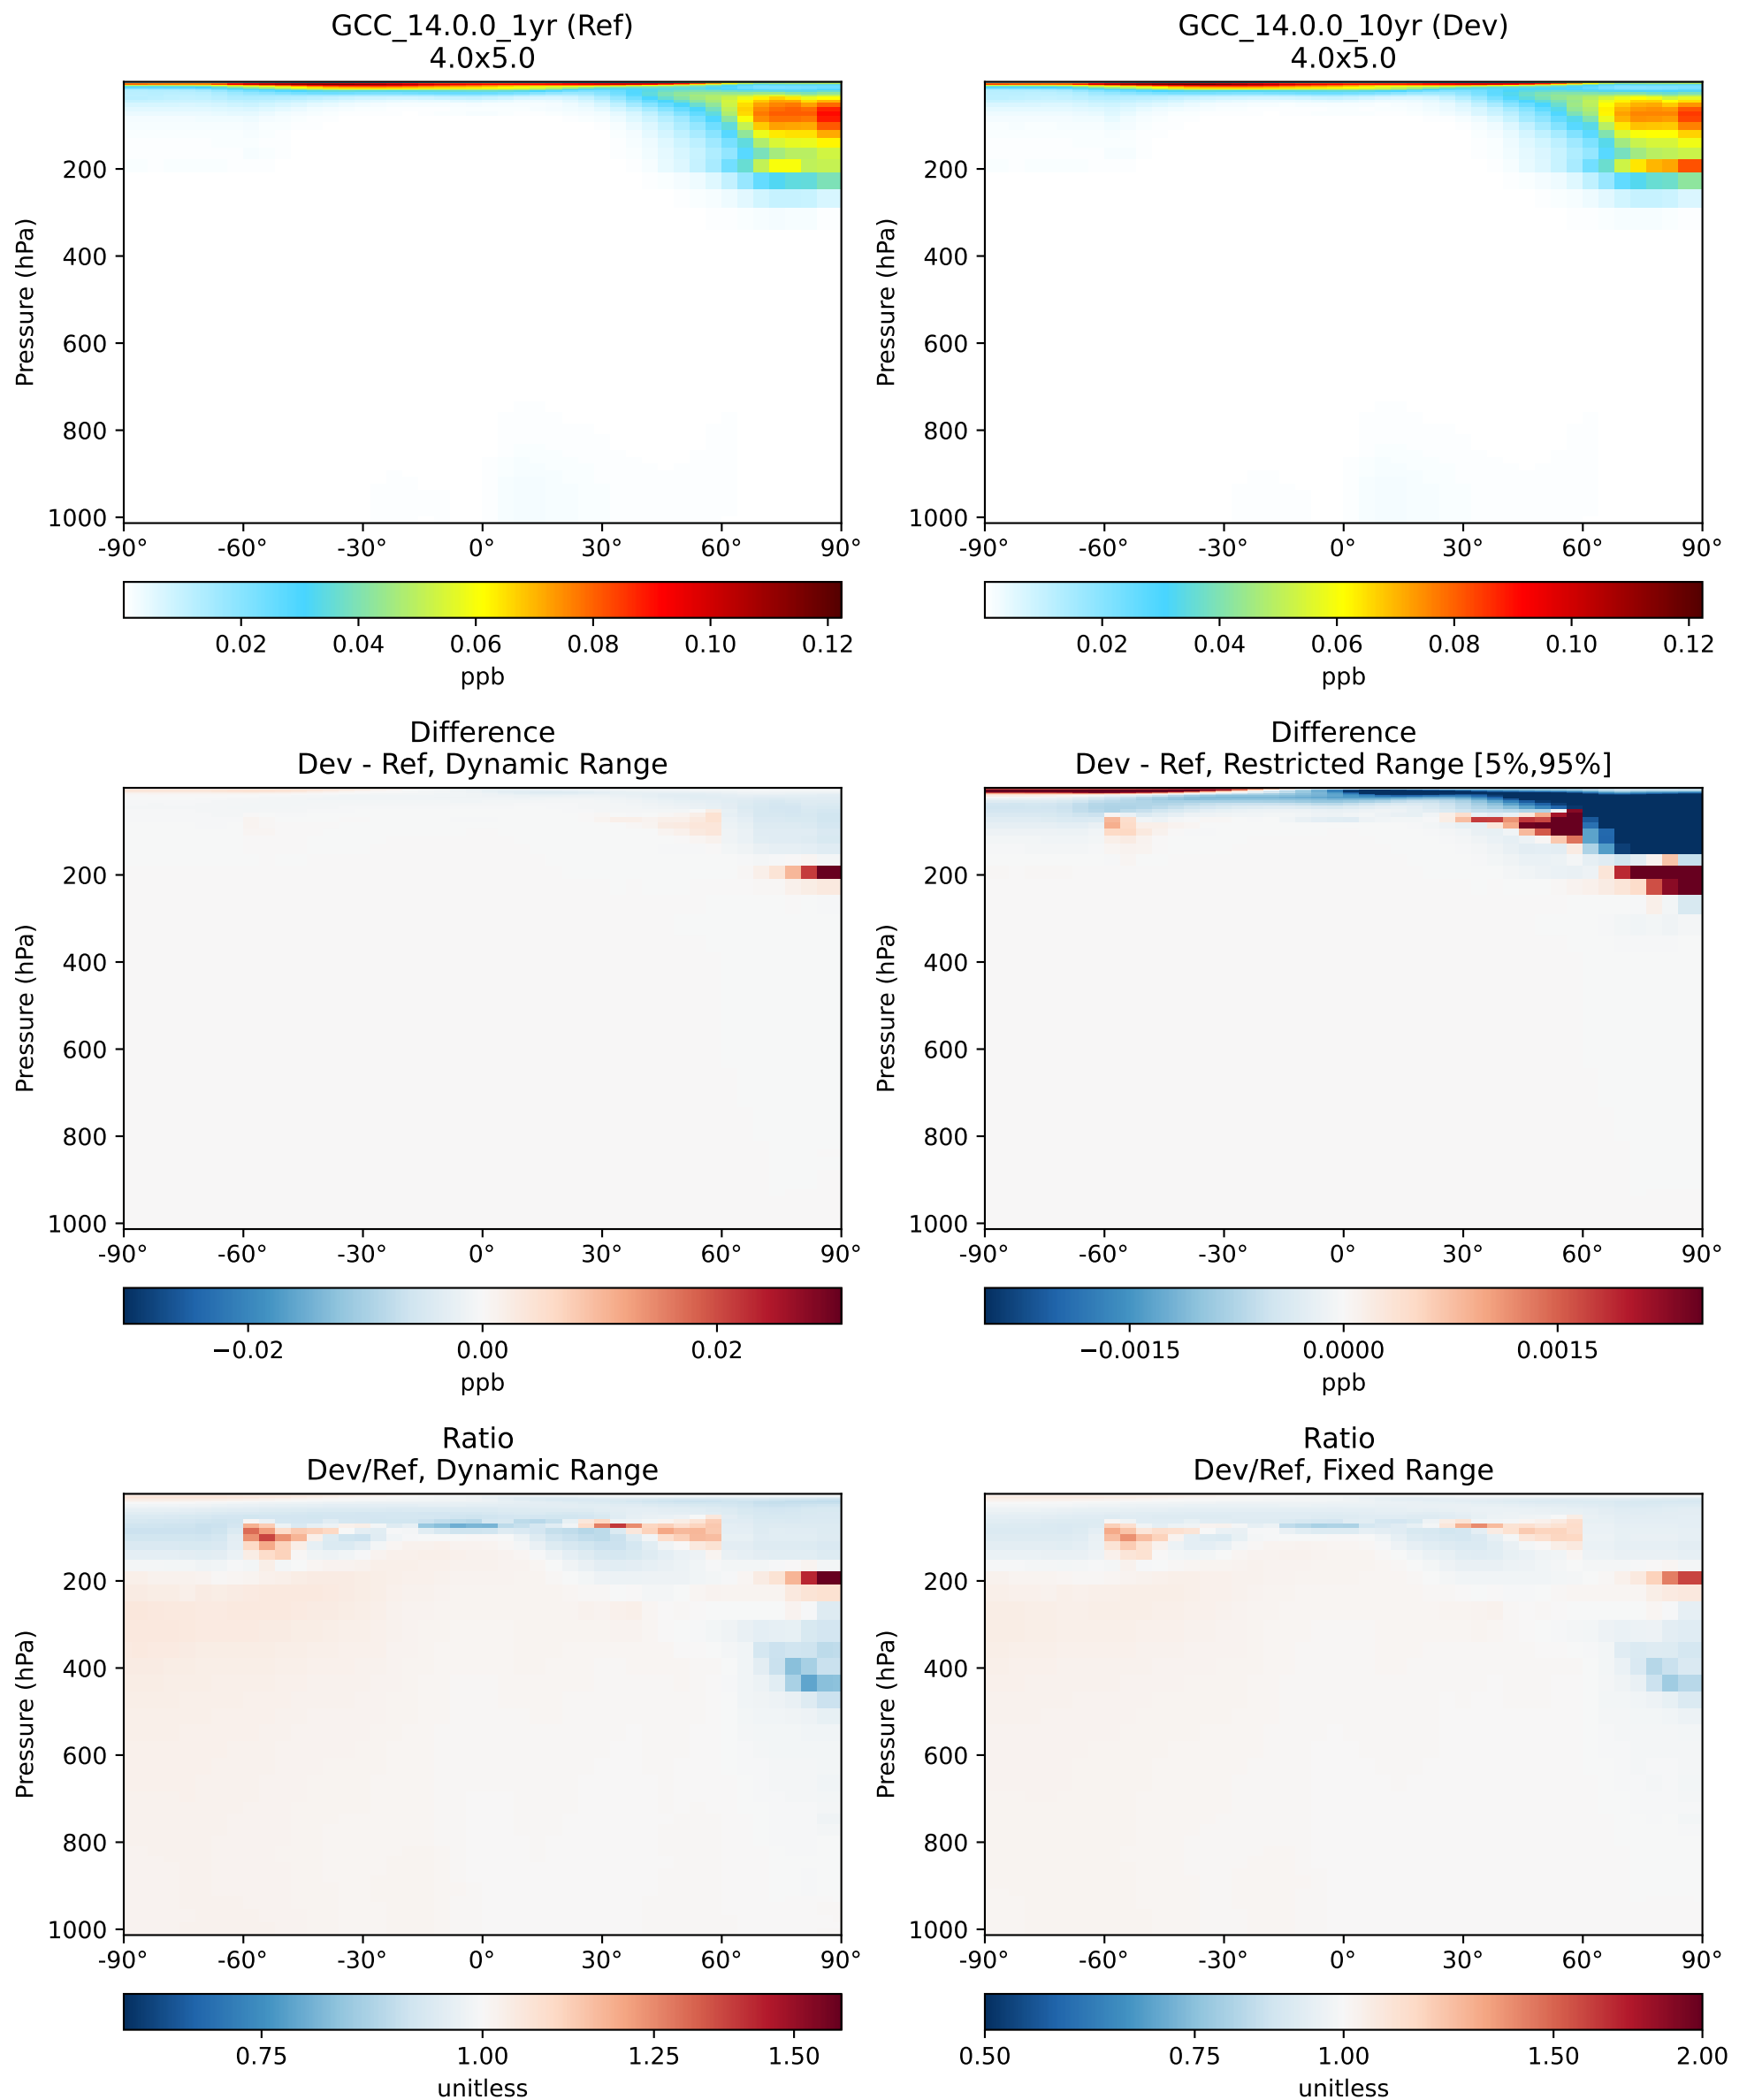 GCC_14.0.0_1yr (Ref)
4.0x5.0
Pressure (hPa)
200
400
600
800
1000
-90° -60° -30° 0° 30° 60° 90°
0.02 0.04 0.06 0.08 0.10 0.12
ppb
GCC_14.0.0_10yr (Dev)
4.0x5.0
Pressure (hPa)
200
400
600
800
1000
-90° -60° -30° 0° 30° 60° 90°
0.02 0.04 0.06 0.08 0.10 0.12
ppb
Difference
Dev - Ref, Dynamic Range
Pressure (hPa)
200
400
600
800
1000
-90° -60° -30° 0° 30° 60° 90°
−0.02 0.00 0.02
ppb
Difference
Dev - Ref, Restricted Range [5%,95%]
Pressure (hPa)
200
400
600
800
1000
-90° -60° -30° 0° 30° 60° 90°
−0.0015 0.0000 0.0015
ppb
Ratio
Dev/Ref, Dynamic Range
Pressure (hPa)
200
400
600
800
1000
-90° -60° -30° 0° 30° 60° 90°
0.75 1.00 1.25 1.50
unitless
Ratio
Dev/Ref, Fixed Range
Pressure (hPa)
200
400
600
800
1000
-90° -60° -30° 0° 30° 60° 90°
0.50 0.75 1.00 1.50 2.00
unitless